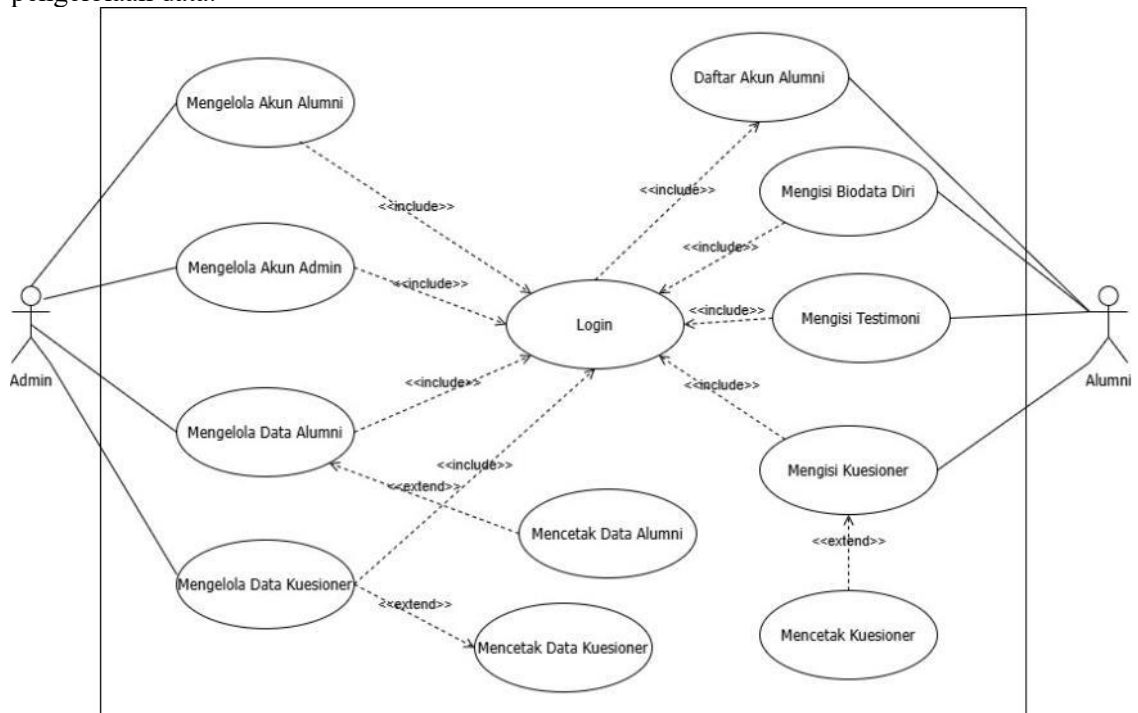 pengelolaan data.
Mengelola Akun Alumni
Daftar Akun Alumni
<<include>>
<<include>>
Mengisi Biodata Diri
<<include>>
Mengelola Akun Admin
<<include>>
Login
<<include>>
Mengisi Testimoni
Admin
Alumni
<<include>>
<<include>>
Mengelola Data Alumni
<<include>>
Mengisi Kuesioner
<<extend>>
Mencetak Data Alumni
<<extend>>
Mengelola Data Kuesioner
<<extend>>
Mencetak Data Kuesioner
Mencetak Kuesioner